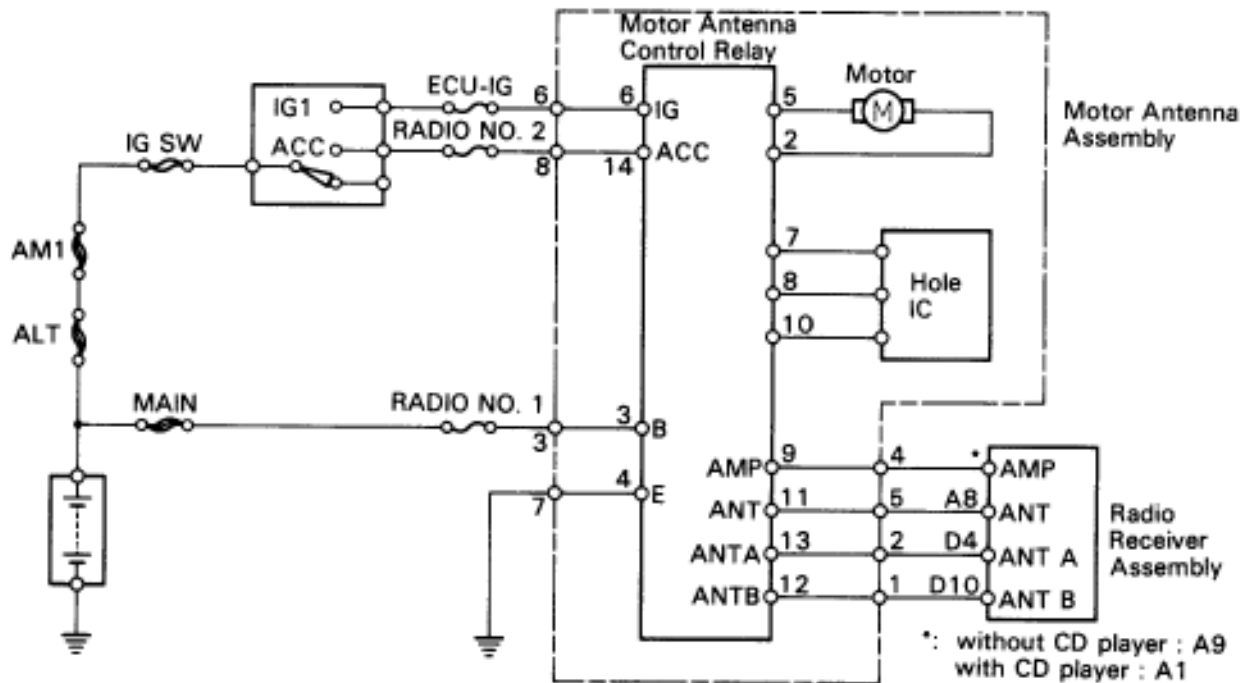 Motor Antenna
Control Relay
ECU-IG
6
6
IG
IG1
RADIO NO. 2
8
14
ACC
ACC
IG SW
5
Motor
M
2
Motor Antenna
Assembly
AM1
ALT
7
8
10
Hole
IC
MAIN
RADIO NO. 1
3
3
B
7
4
E
AMP
9
4
*
AMP
ANT
11
5
A8
ANT
ANTA
13
2
D4
ANT A
ANTB
12
1
D10
ANT B
Radio
Receiver
Assembly
*: without CD player : A9
with CD player : A1